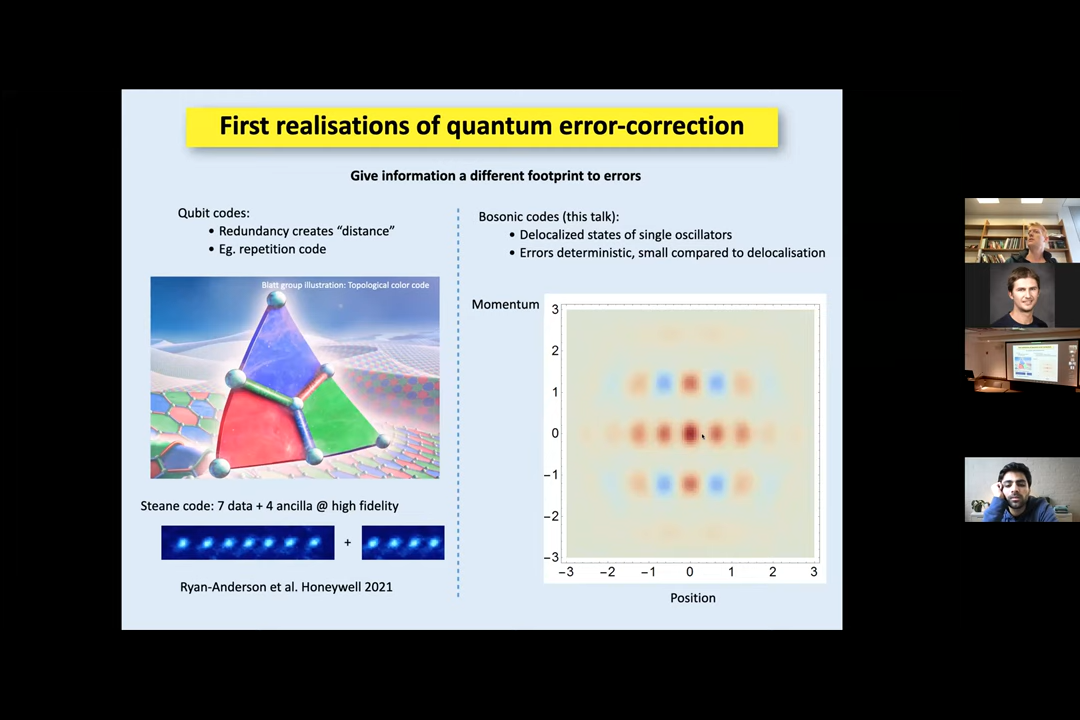 First realisations of quantum error-correction
Give information a different footprint to errors
Qubit codes:
• Redundancy creates “distance”
• Eg. repetition code
Blatt group illustration: Topological color code
Steane code: 7 data + 4 ancilla @ high fidelity
+
Ryan-Anderson et al. Honeywell 2021
Bosonic codes (this talk):
• Delocalized states of single oscillators
• Errors deterministic, small compared to delocalisation
Momentum
3
2
1
0
−1
−2
−3
−3 −2 −1 0 1 2 3
Position